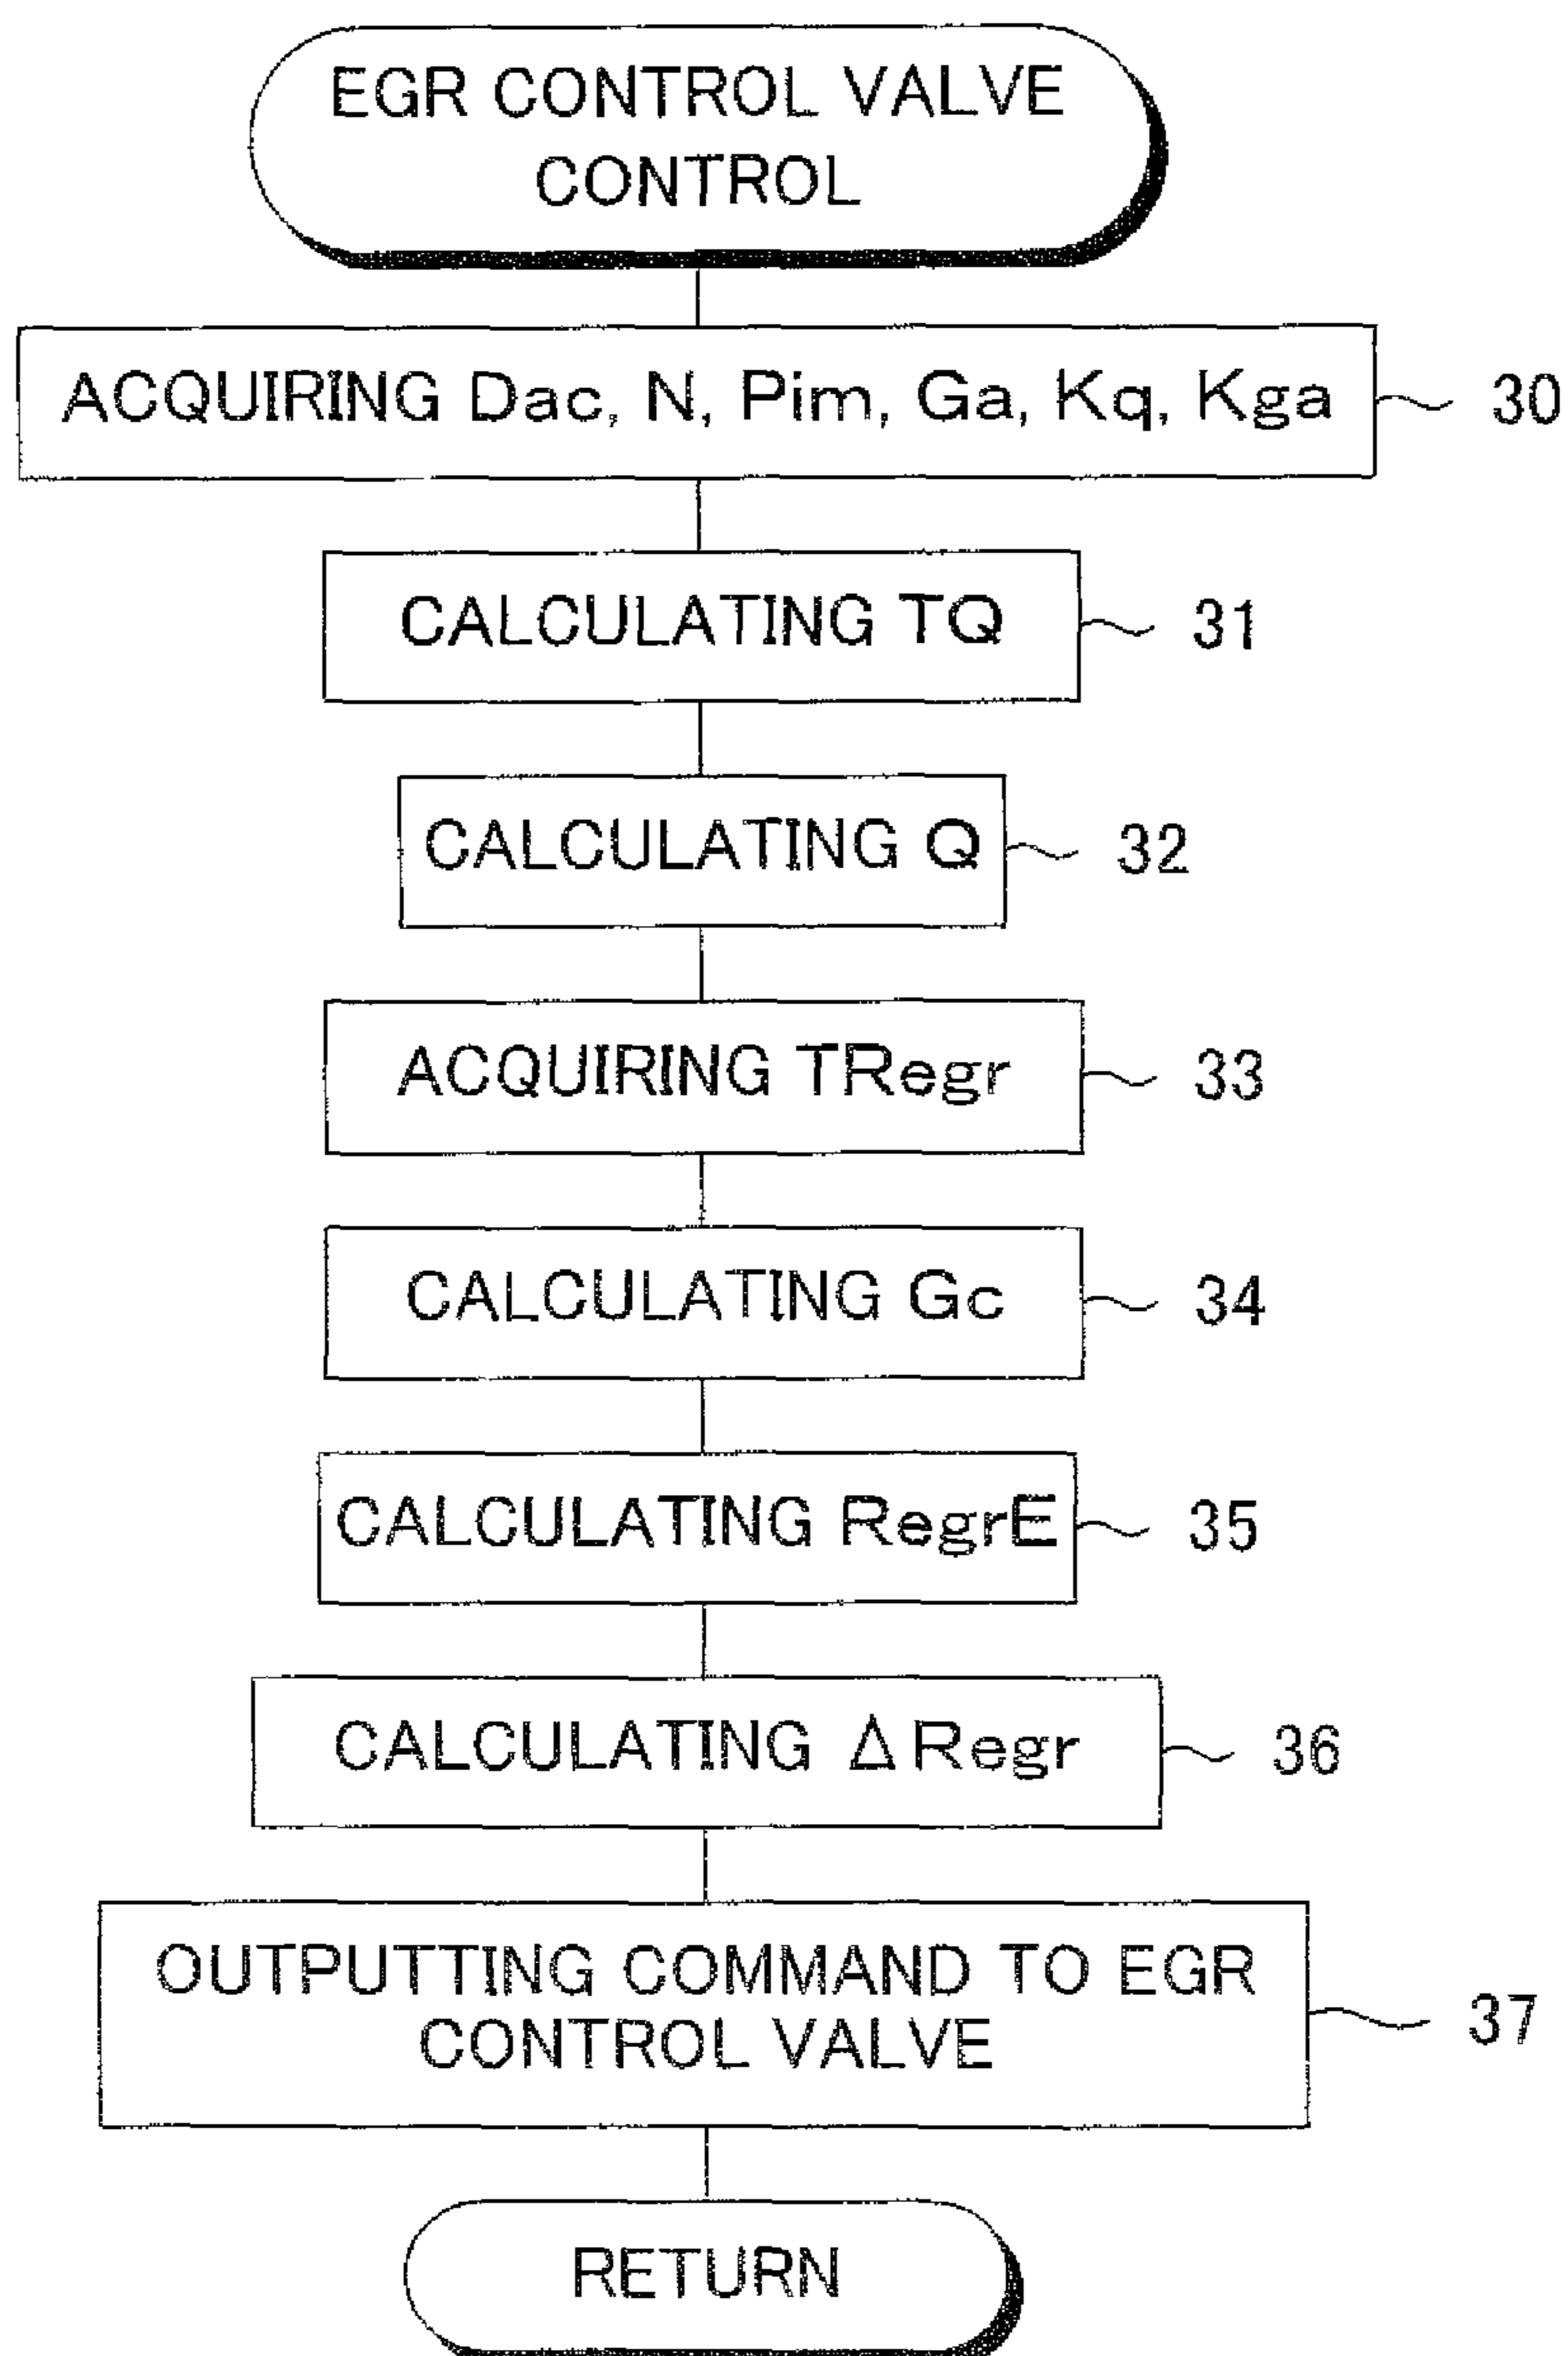 EGR CONTROL VALVE
CONTROL
ACQUIRING Dac, N, Pim, Ga, Kq, Kga
30
CALCULATING TQ
31
CALCULATING Q
32
ACQUIRING TRegr
33
CALCULATING Gc
34
CALCULATING RegrE
35
CALCULATING Δ Regr
36
OUTPUTTING COMMAND TO EGR
CONTROL VALVE
37
RETURN